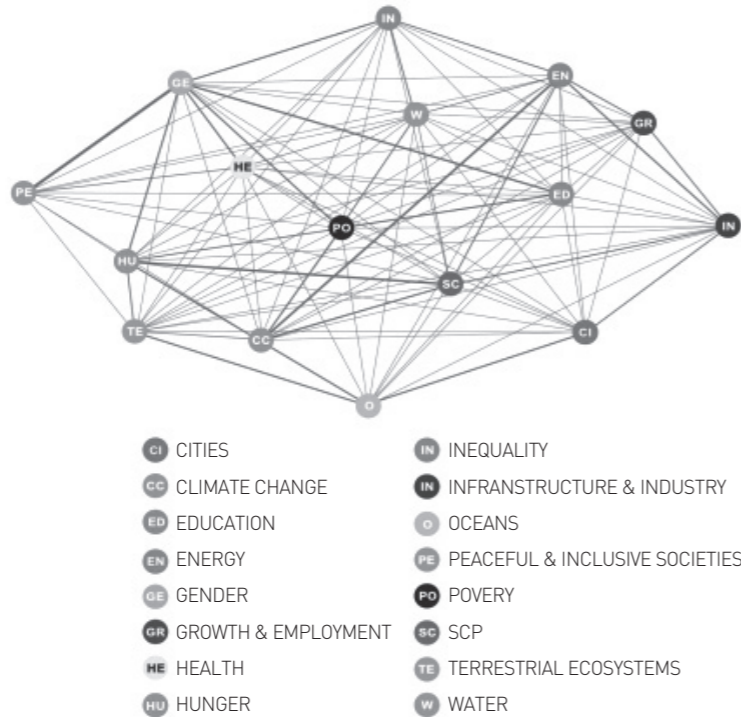 IN
EN
GE
W
GR
HE
PE
ED
PO
IN
HU
SC
TE
CC
CI
O
CI CITIES
CC CLIMATE CHANGE
ED EDUCATION
EN ENERGY
GE GENDER
GR GROWTH & EMPLOYMENT
HE HEALTH
HU HUNGER
IN INEQUALITY
IN INFRANSTRUCTURE & INDUSTRY
O OCEANS
PE PEACEFUL & INCLUSIVE SOCIETIES
PO POVERY
SC SCP
TE TERRESTRIAL ECOSYSTEMS
W WATER